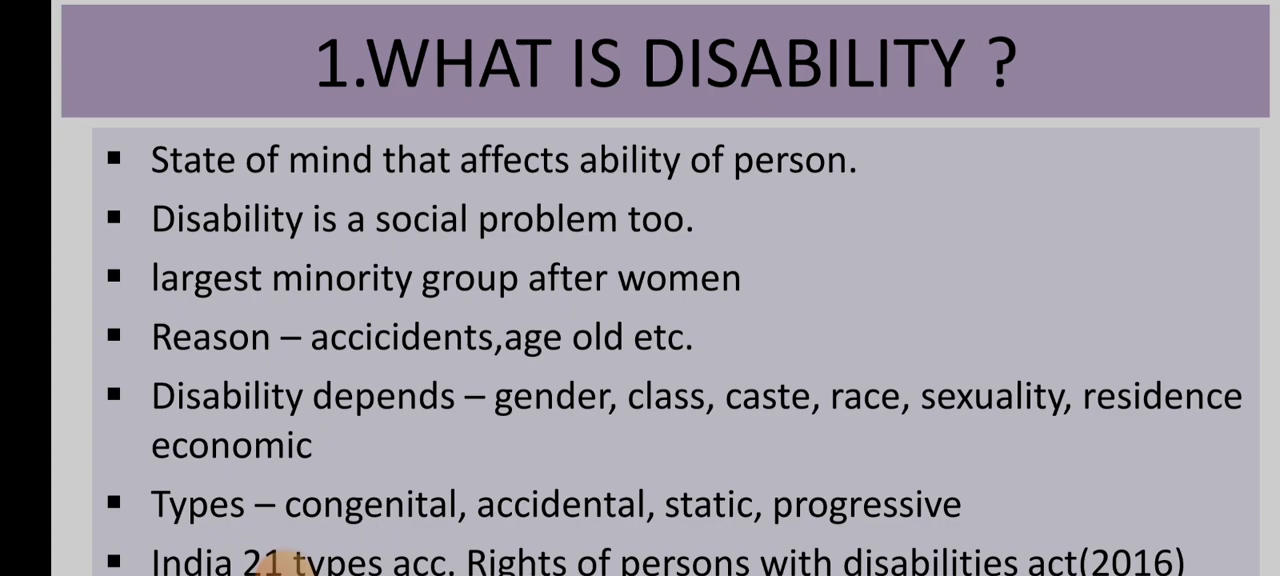 1.WHAT IS DISABILITY ?
▪ State of mind that affects ability of person.
▪ Disability is a social problem too.
▪ largest minority group after women
▪ Reason – accicidents,age old etc.
▪ Disability depends – gender, class, caste, race, sexuality, residence
economic
▪ Types – congenital, accidental, static, progressive
▪ India 21 types acc. Rights of persons with disabilities act(2016)